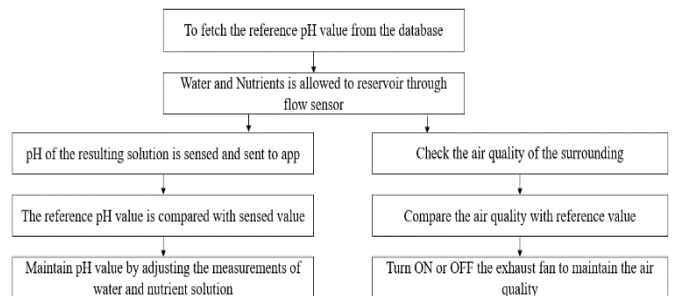 To fetch the reference pH value from the database
Water and Nutrients is allowed to reservoir through
flow sensor
pH of the resulting solution is sensed and sent to app
Check the air quality of the surrounding
The reference pH value is compared with sensed value
Compare the air quality with reference value
Maintain pH value by adjusting the measurements of
water and nutrient solution
Turn ON or OFF the exhaust fan to maintain the air
quality